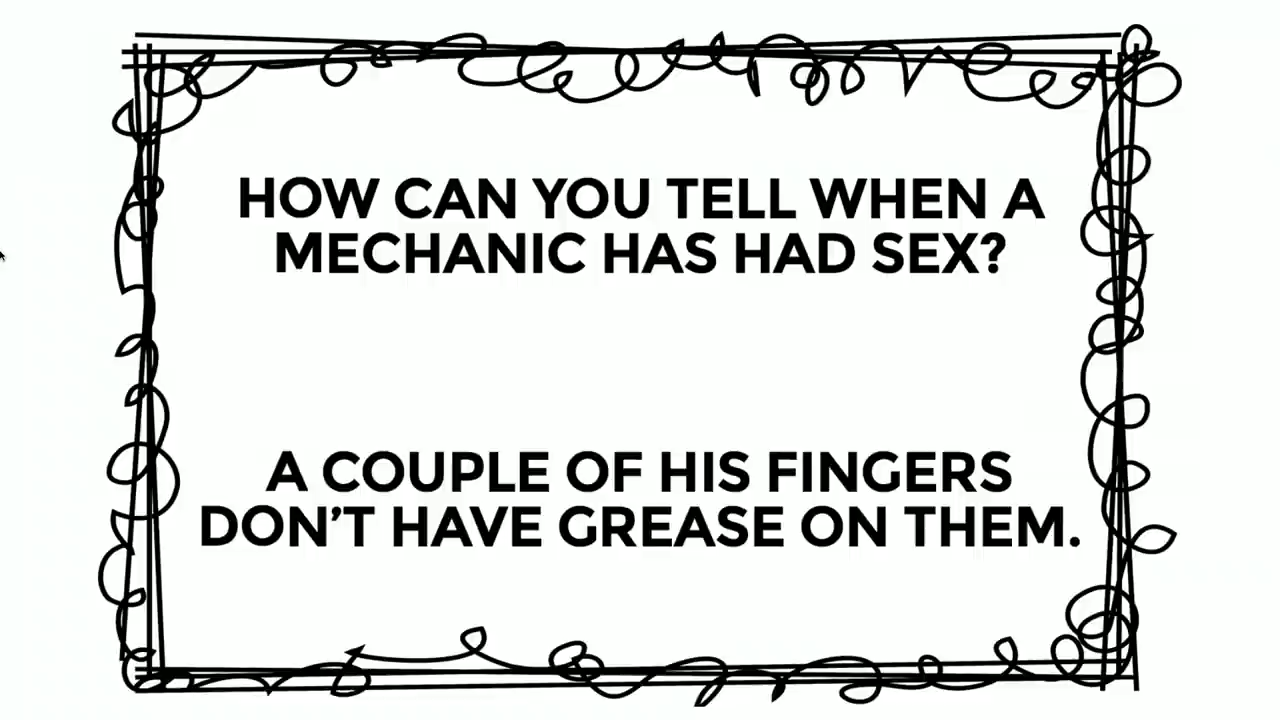 HOW CAN YOU TELL WHEN A
MECHANIC HAS HAD SEX?
A COUPLE OF HIS FINGERS
DON’T HAVE GREASE ON THEM.